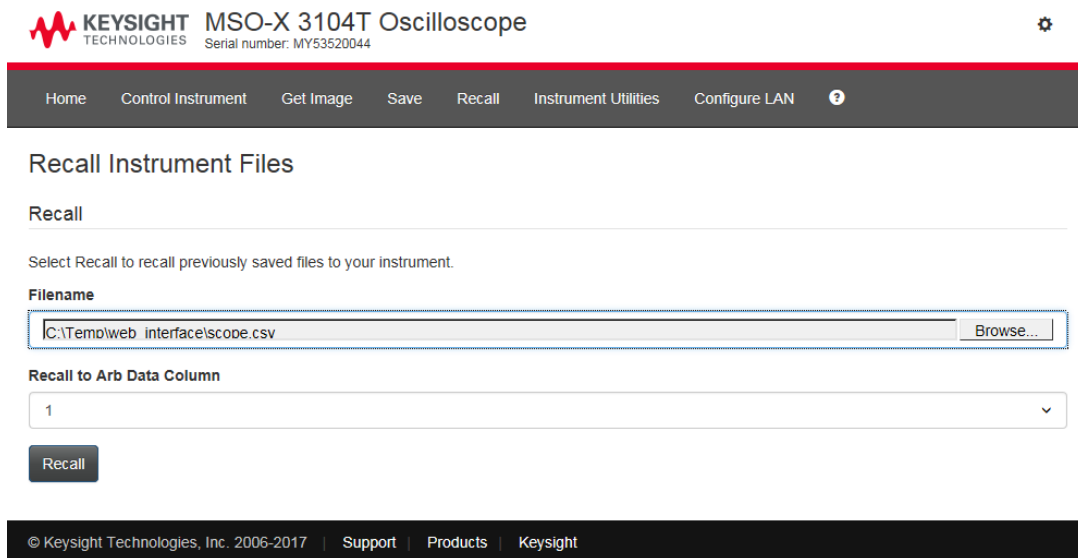 KEYSIGHT
TECHNOLOGIES
MSO-X 3104T Oscilloscope
Serial number: MY53520044
Home Control Instrument Get Image Save Recall Instrument Utilities Configure LAN ?
Recall Instrument Files
Recall
Select Recall to recall previously saved files to your instrument.
Filename
C:\Temp\web_interface\scope.csv Browse...
Recall to Arb Data Column
1
Recall
© Keysight Technologies, Inc. 2006-2017 | Support | Products | Keysight